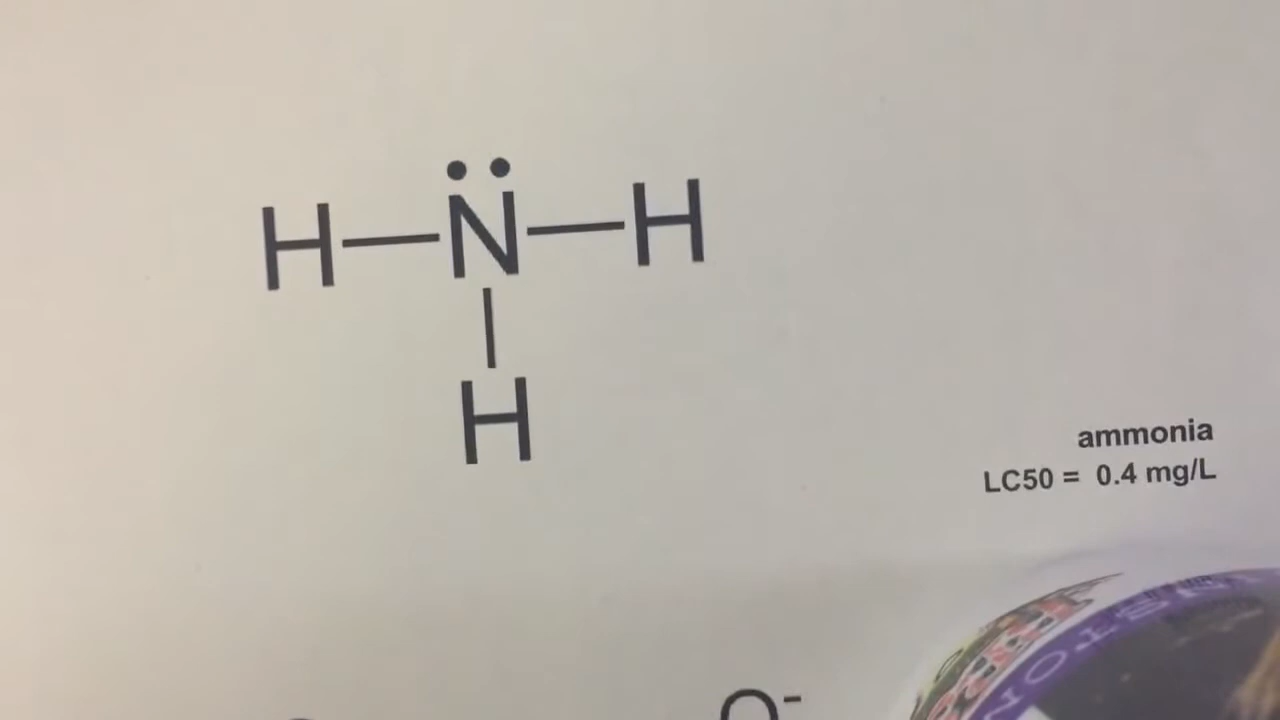 H—N̈—H
|
H
ammonia
LC50 = 0.4 mg/L
O-